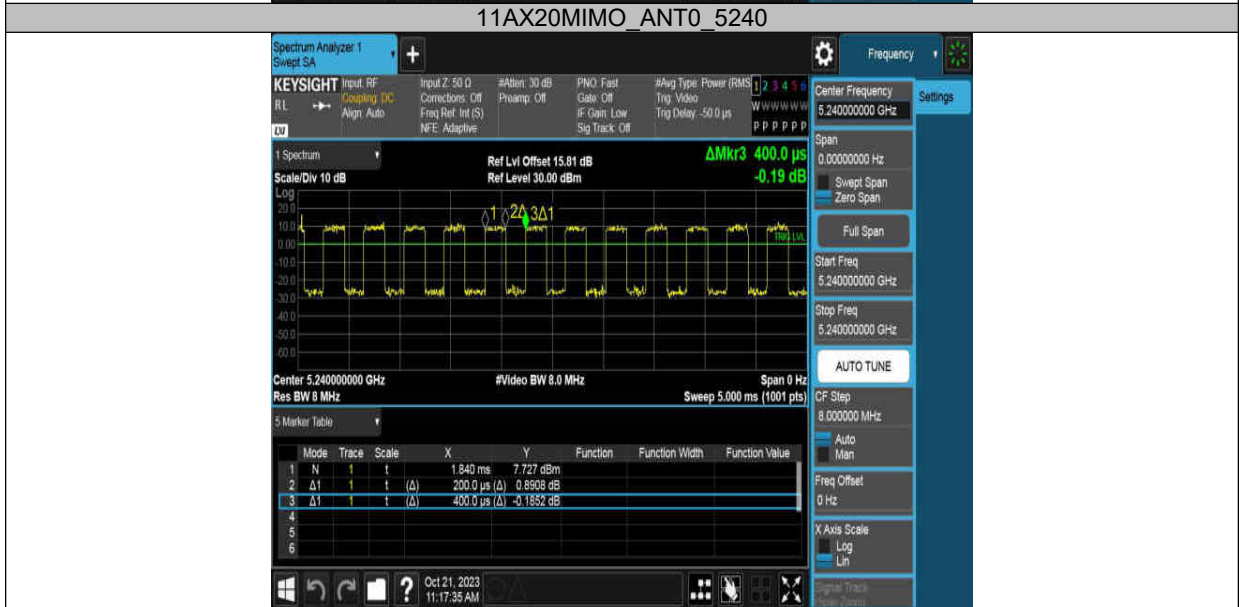 11AX20MIMO_ANT0_5240
Spectrum Analyzer 1
Swept SA
+
Frequency
KEYSIGHT
RL
LXI
Input: RF
Coupling: DC
Align: Auto
Input Z: 50 Ω
Corrections: Off
Freq Ref: Int (S)
NFE: Adaptive
#Atten: 30 dB
Preamp: Off
PNO: Fast
Gate: Off
IF Gain: Low
Sig Track: Off
#Avg Type: Power (RMS
Trig: Video
Trig Delay: -50.0 µs
1 2 3 4 5 6
W W W W W W
P P P P P P
Center Frequency
5.240000000 GHz
Settings
1 Spectrum
Scale/Div 10 dB
Ref Lvl Offset 15.81 dB
Ref Level 30.00 dBm
ΔMkr3 400.0 µs
-0.19 dB
Log
20.0
10.0
0.00
-10.0
-20.0
-30.0
-40.0
-50.0
-60.0
1 2Δ 3Δ1
TRIG LVL
Center 5.240000000 GHz
#Video BW 8.0 MHz
Span 0 Hz
Res BW 8 MHz
Sweep 5.000 ms (1001 pts)
Span
0.00000000 Hz
Swept Span
Zero Span
Full Span
Start Freq
5.240000000 GHz
Stop Freq
5.240000000 GHz
AUTO TUNE
CF Step
8.000000 MHz
Auto
Man
Freq Offset
0 Hz
X Axis Scale
Log
Lin
Signal Track
(Span Zoom)
5 Marker Table
Mode Trace Scale X Y Function Function Width Function Value
1 N 1 t 1.840 ms 7.727 dBm
2 Δ1 1 t (Δ) 200.0 µs (Δ) 0.8908 dB
3 Δ1 1 t (Δ) 400.0 µs (Δ) -0.1852 dB
4
5
6
?
Oct 21, 2023
11:17:35 AM